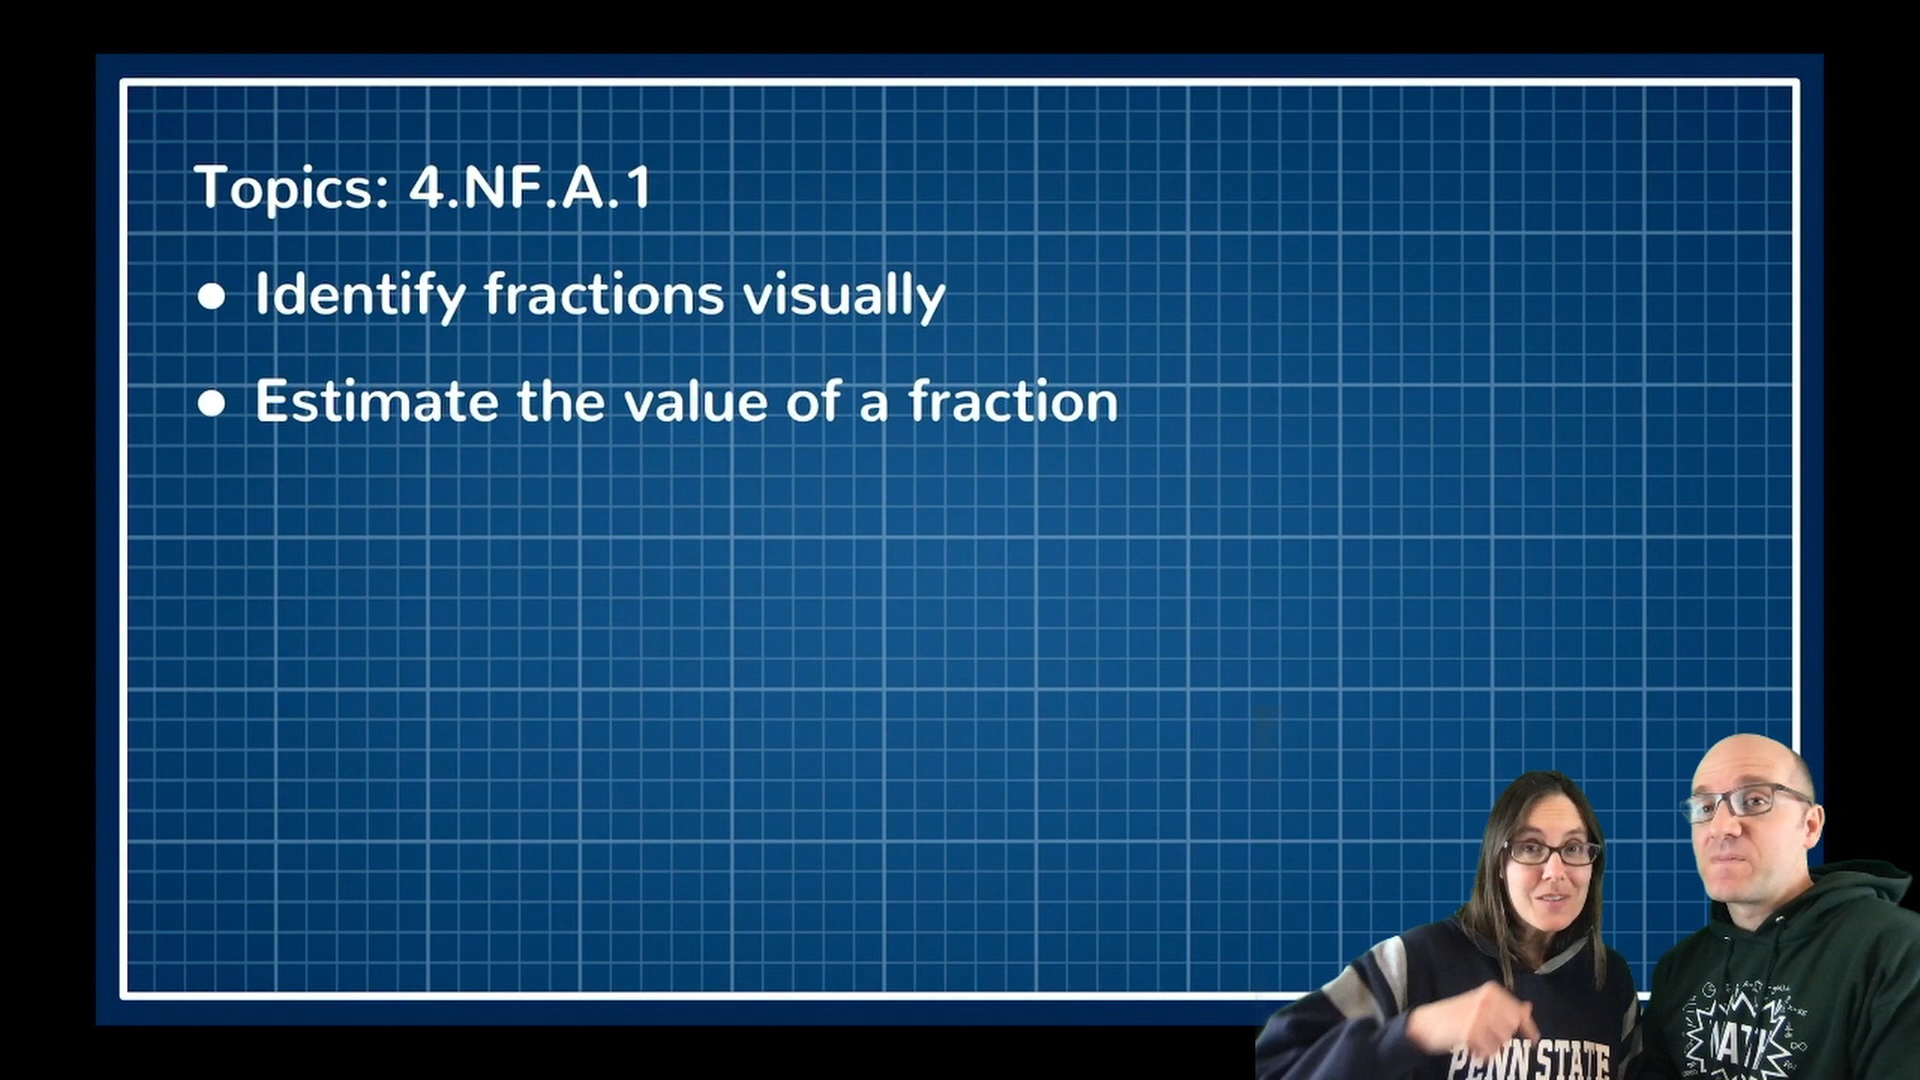 Topics: 4.NF.A.1
● Identify fractions visually
● Estimate the value of a fraction
PENN STATE
MATH